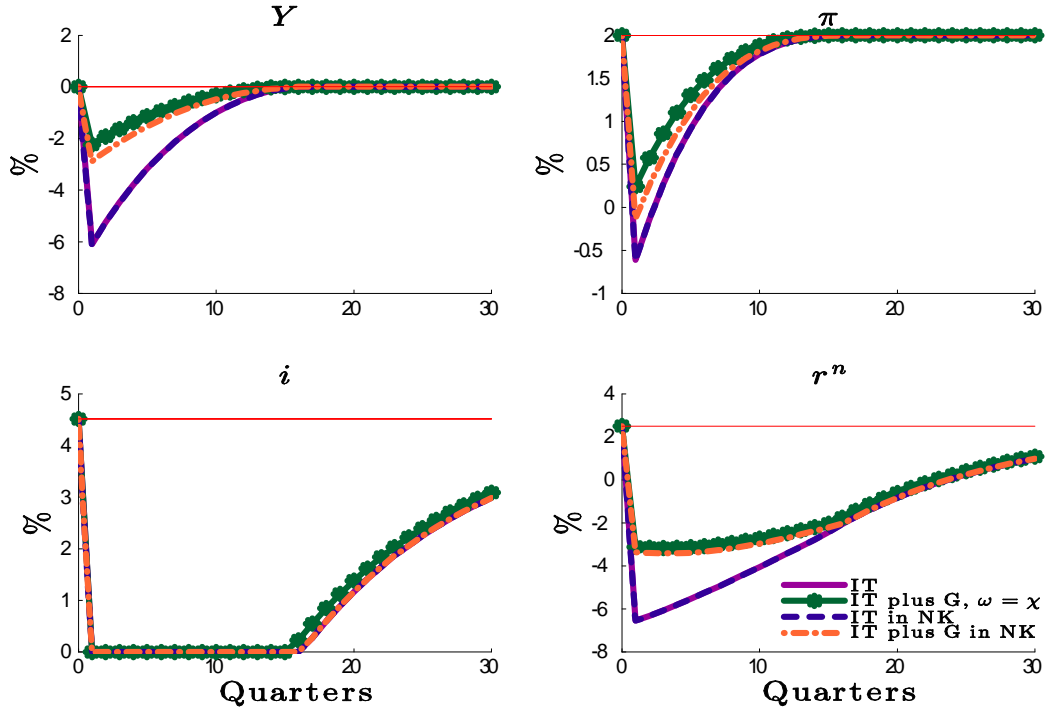 Y
%
2
0
-2
-4
-6
-8
0 10 20 30
π
%
2
1.5
1
0.5
0
-0.5
-1
0 10 20 30
i
%
5
4
3
2
1
0
0 10 20 30
Quarters
r^n
%
4
2
0
-2
-4
-6
-8
0 10 20 30
Quarters
IT
IT plus G, ω = χ
IT in NK
IT plus G in NK